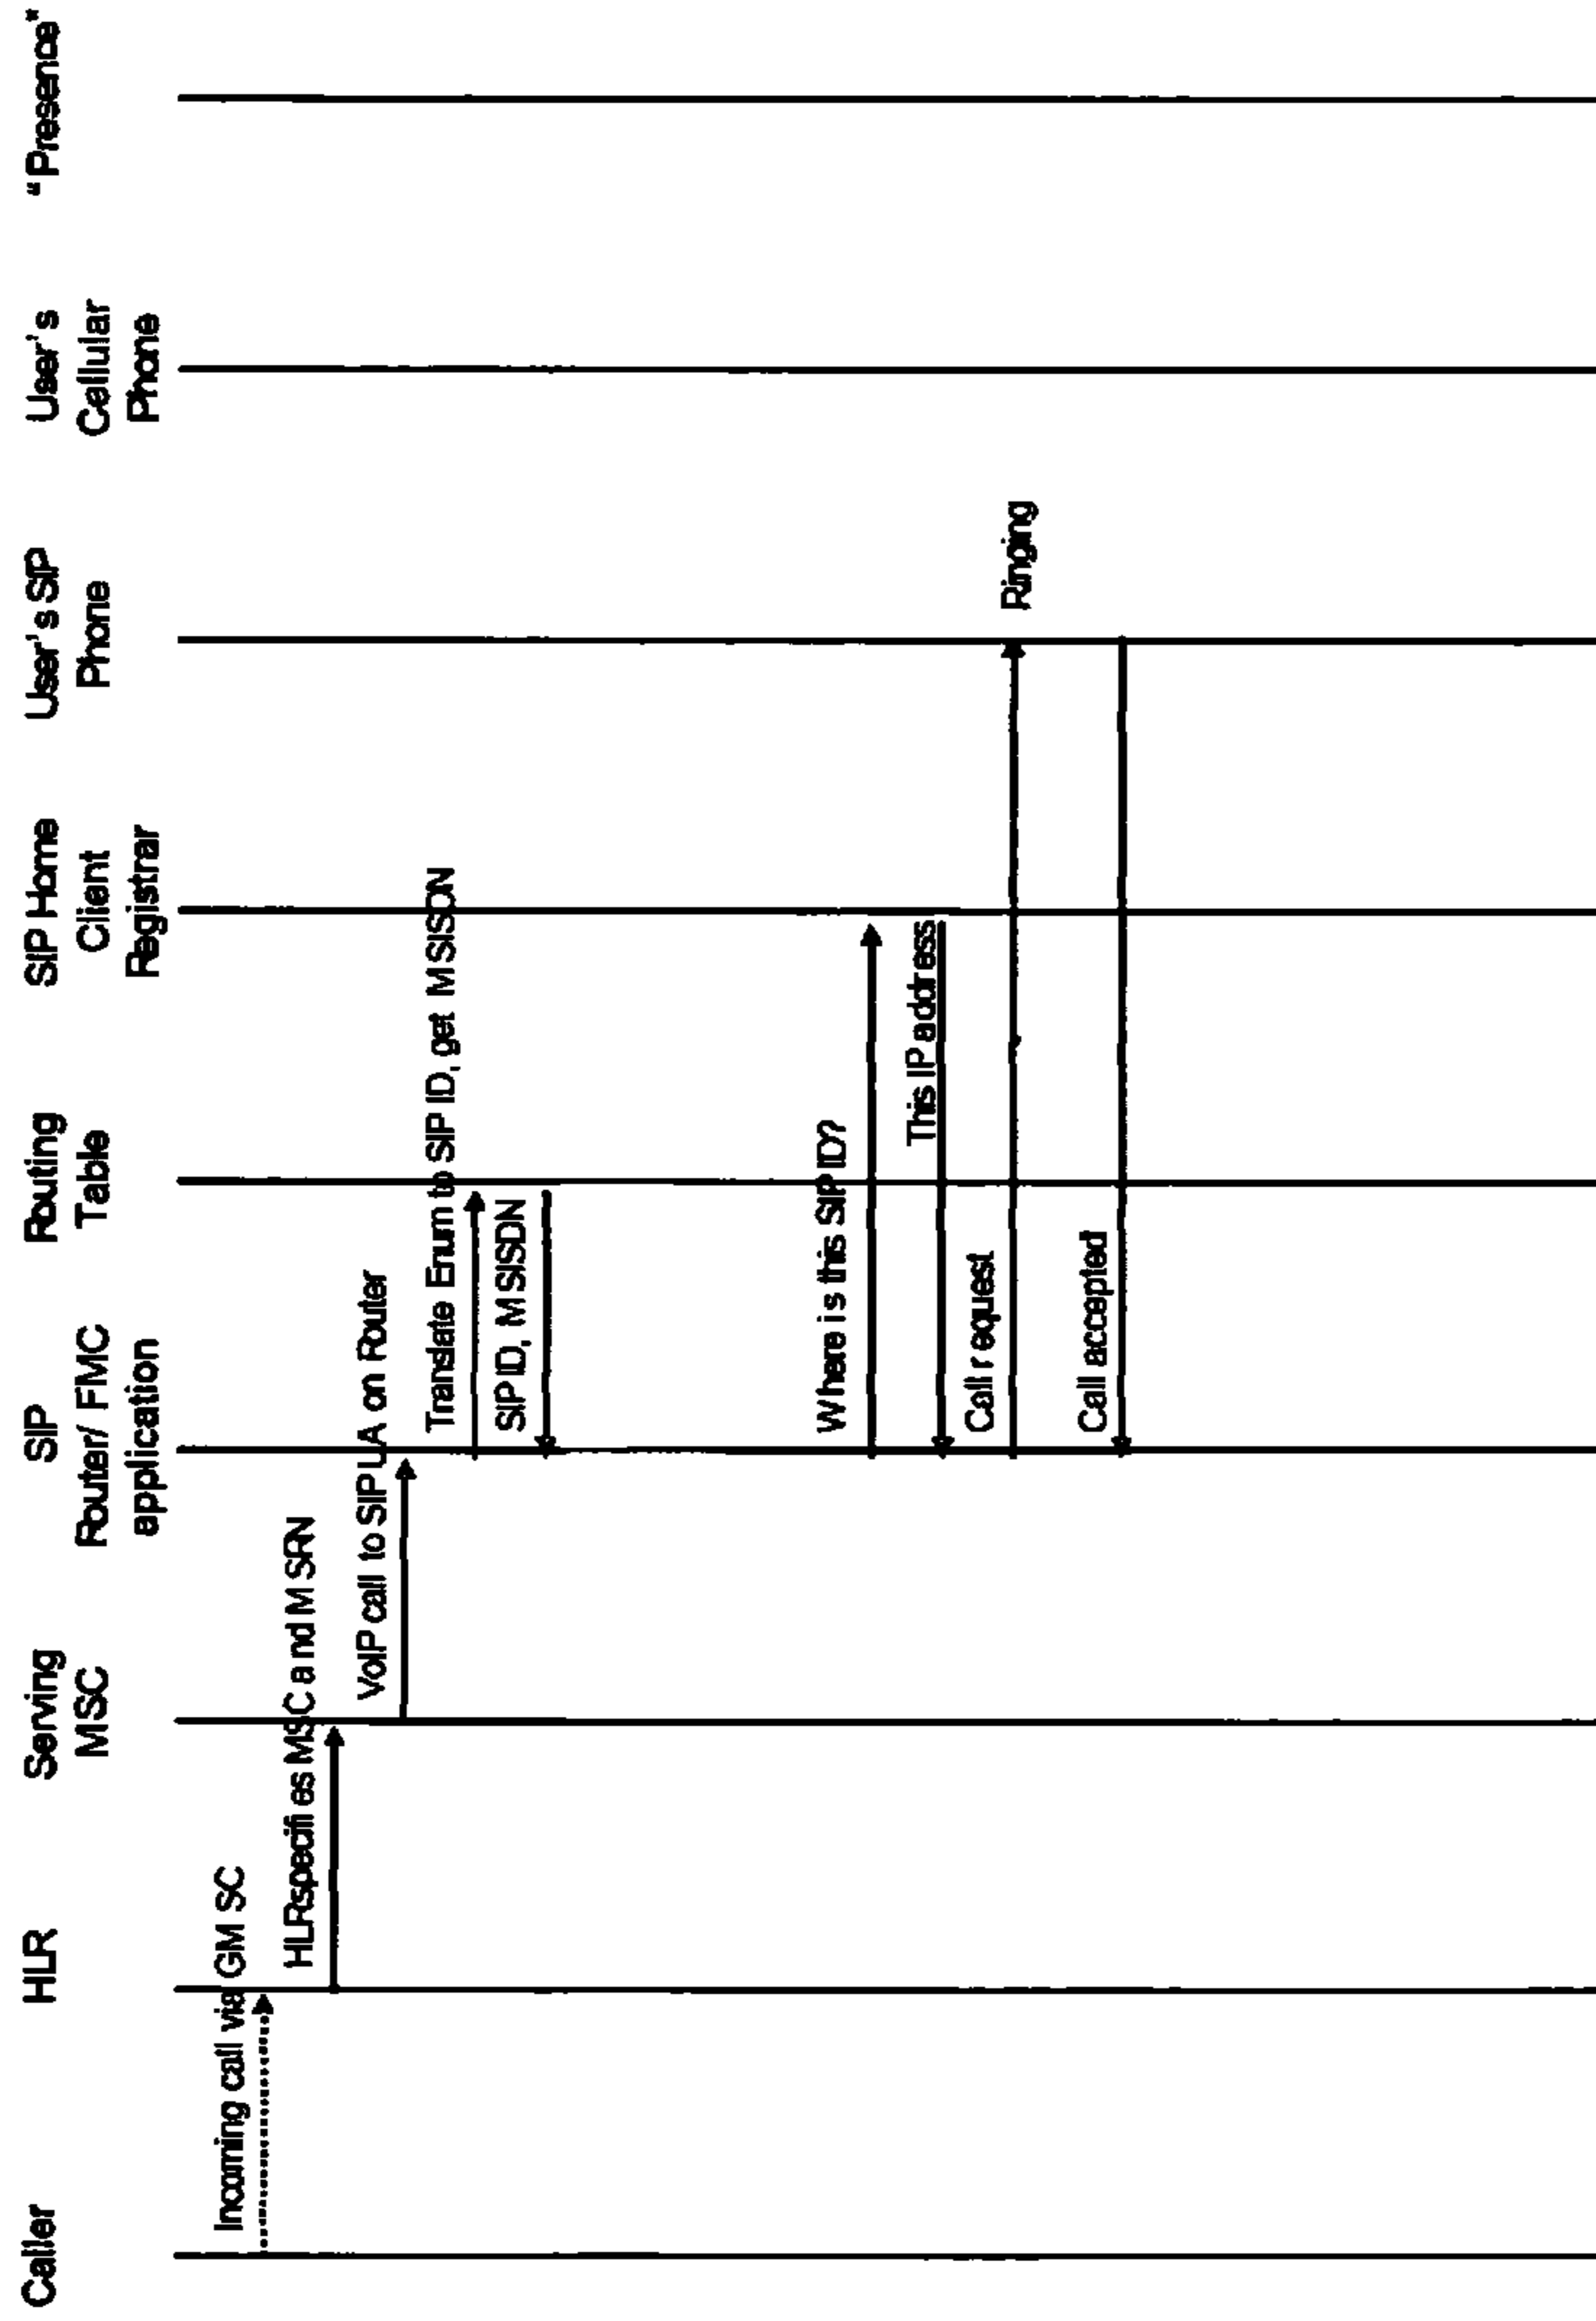 Caller
HLR
Serving
MSC
SIP
Router/ FMC
application
Routing
Table
SIP Home
Client
Registrar
User's SIP
Phone
User's
Cellular
Phone
"Presence"
Incoming call via GMSC
HLR specifies MSC and MSRN
VoIP call to SIP UA on Router
Translate Enum to SIP ID, get MSISDN
SIP ID, MSISDN
Where is this SIP ID?
This IP address
Call request
Ringing
Call accepted